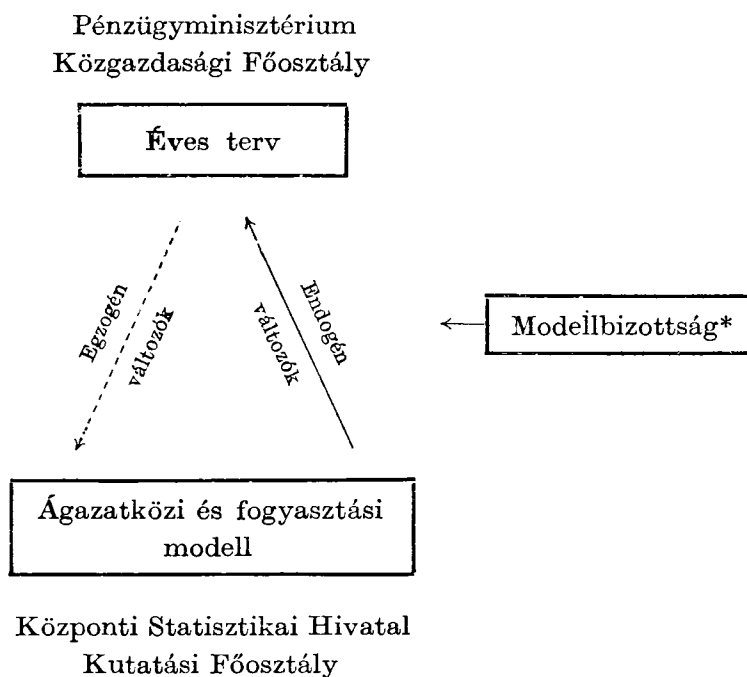 Pénzügyminisztérium
Közgazdasági Főosztály
Éves terv
Egzogén
változók
Endogén
változók
Modellbizottság*
Ágazatközi és fogyasztási
modell
Központi Statisztikai Hivatal
Kutatási Főosztály